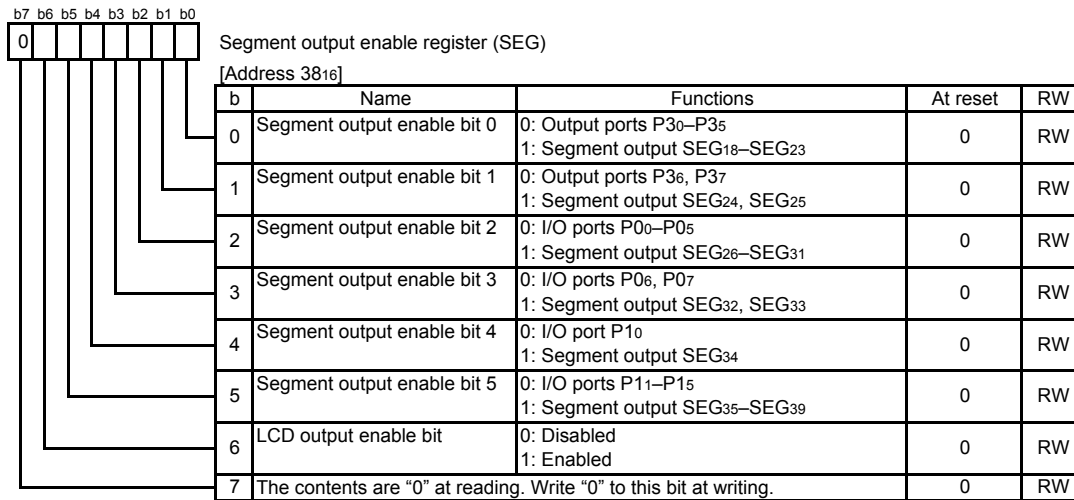 b7 b6 b5 b4 b3 b2 b1 b0
0
Segment output enable register (SEG)
[Address 3816]
b Name Functions At reset RW
0 Segment output enable bit 0 0: Output ports P30–P35 0 RW
1: Segment output SEG18–SEG23
1 Segment output enable bit 1 0: Output ports P36, P37 0 RW
1: Segment output SEG24, SEG25
2 Segment output enable bit 2 0: I/O ports P00–P05 0 RW
1: Segment output SEG26–SEG31
3 Segment output enable bit 3 0: I/O ports P06, P07 0 RW
1: Segment output SEG32, SEG33
4 Segment output enable bit 4 0: I/O port P10 0 RW
1: Segment output SEG34
5 Segment output enable bit 5 0: I/O ports P11–P15 0 RW
1: Segment output SEG35–SEG39
6 LCD output enable bit 0: Disabled 0 RW
1: Enabled
7 The contents are “0” at reading. Write “0” to this bit at writing. 0 RW